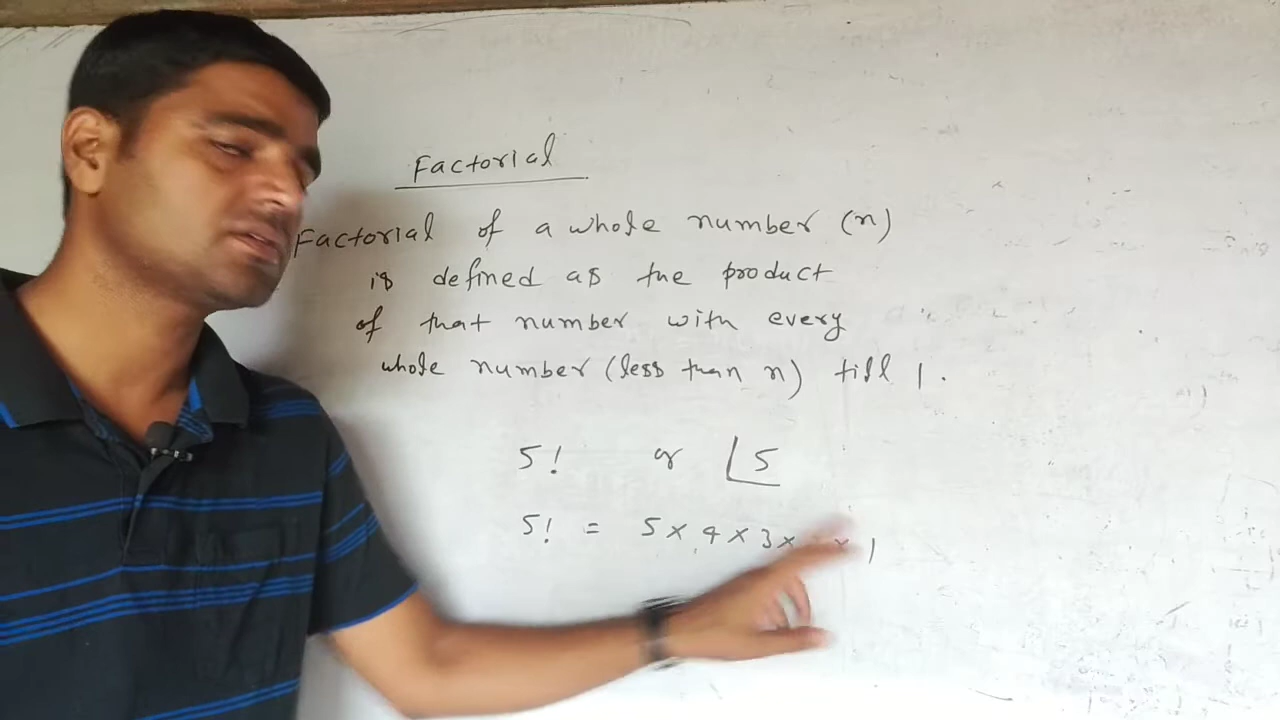 Factorial
Factorial of a whole number (n)
is defined as the product
of that number with every
whole number (less than n) till 1.
5! or |5
5! = 5 × 4 × 3 × × 1